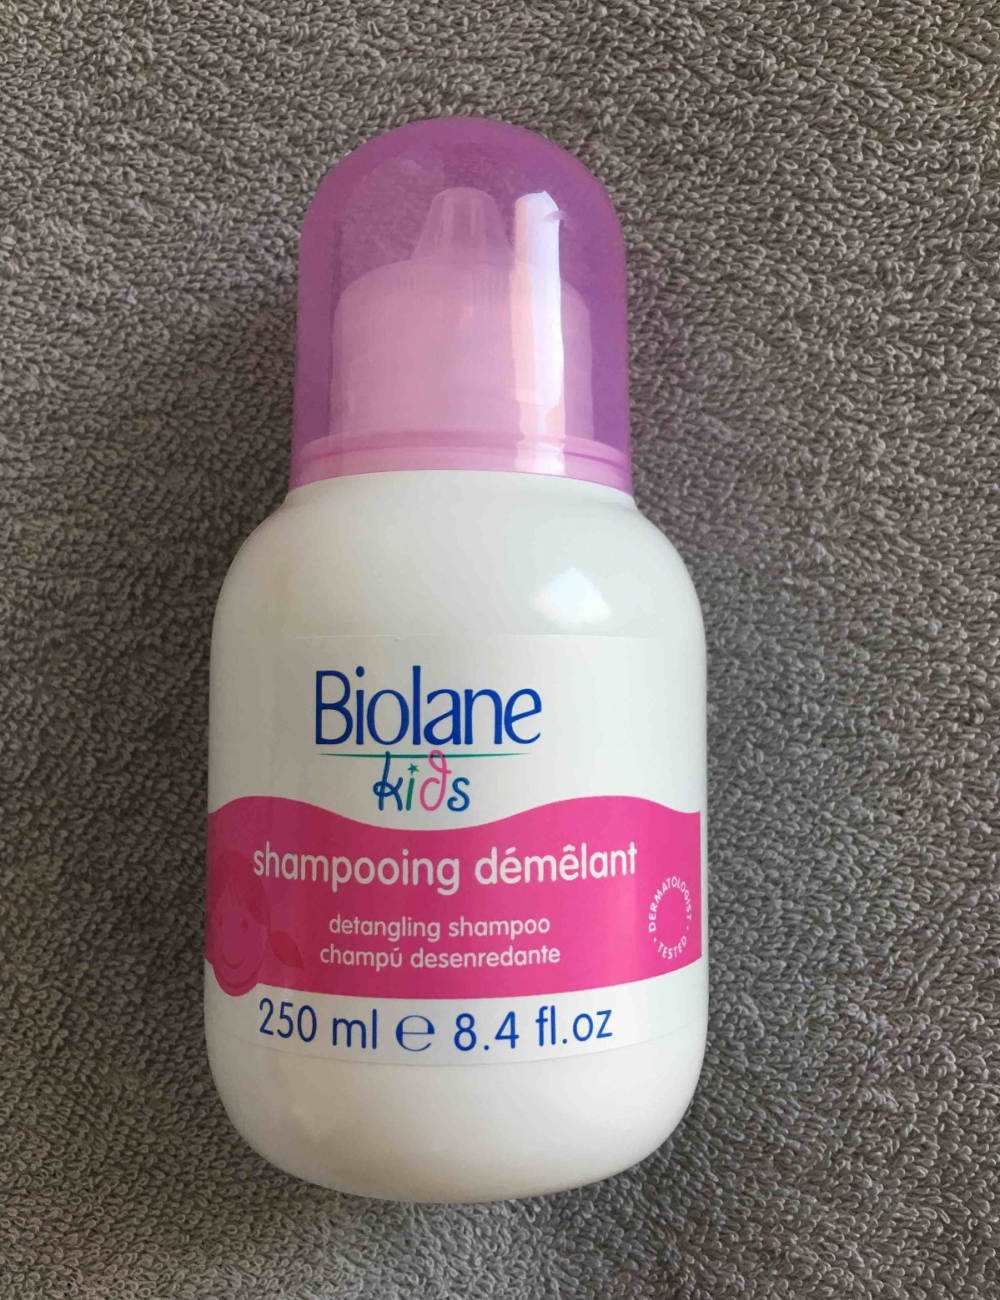 Biolane
kids
shampooing démêlant
detangling shampoo
champú desenredante
· DERMATOLOGIST · TESTED
250 ml ℮ 8.4 fl.oz